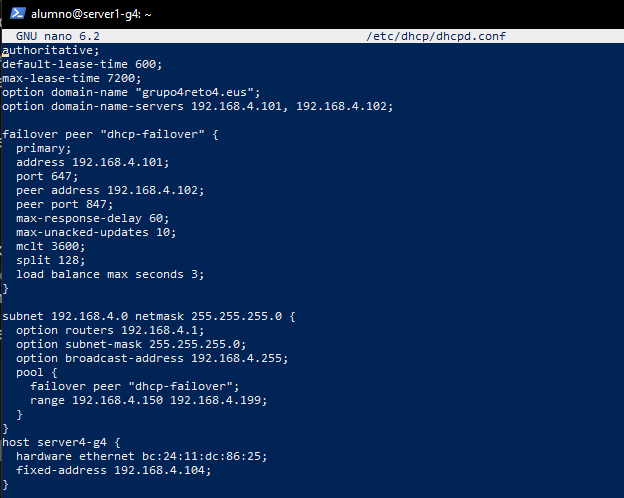 alumno@server1-g4: ~
GNU nano 6.2 /etc/dhcp/dhcpd.conf
authoritative;
default-lease-time 600;
max-lease-time 7200;
option domain-name "grupo4reto4.eus";
option domain-name-servers 192.168.4.101, 192.168.4.102;

failover peer "dhcp-failover" {
  primary;
  address 192.168.4.101;
  port 647;
  peer address 192.168.4.102;
  peer port 847;
  max-response-delay 60;
  max-unacked-updates 10;
  mclt 3600;
  split 128;
  load balance max seconds 3;
}

subnet 192.168.4.0 netmask 255.255.255.0 {
  option routers 192.168.4.1;
  option subnet-mask 255.255.255.0;
  option broadcast-address 192.168.4.255;
  pool {
    failover peer "dhcp-failover";
    range 192.168.4.150 192.168.4.199;
  }
}
host server4-g4 {
  hardware ethernet bc:24:11:dc:86:25;
  fixed-address 192.168.4.104;
}